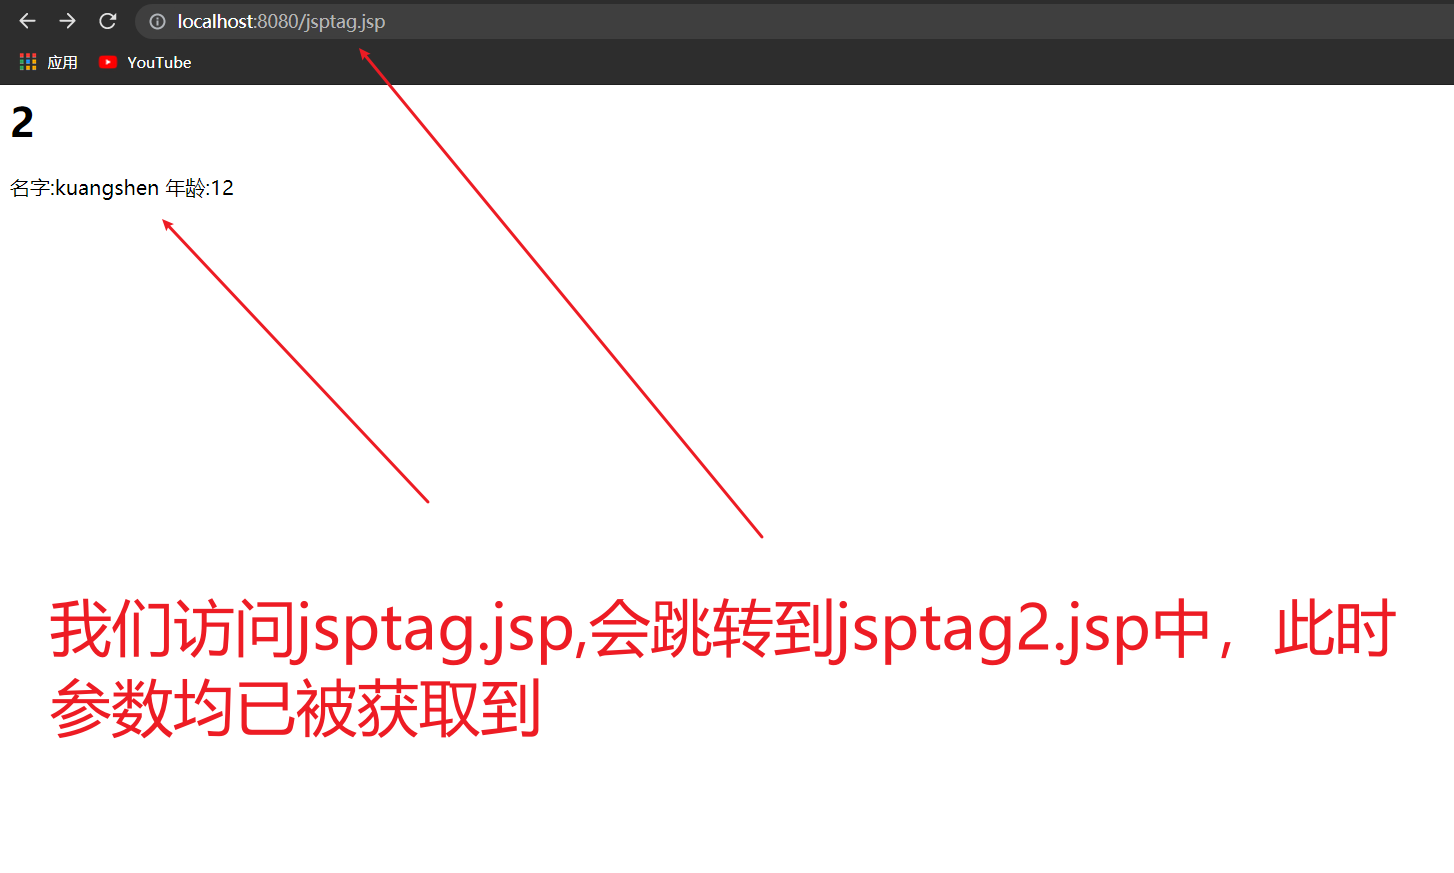 localhost:8080/jsptag.jsp
应用 YouTube
2
名字:kuangshen 年龄:12
我们访问jsptag.jsp,会跳转到jsptag2.jsp中，此时
参数均已被获取到